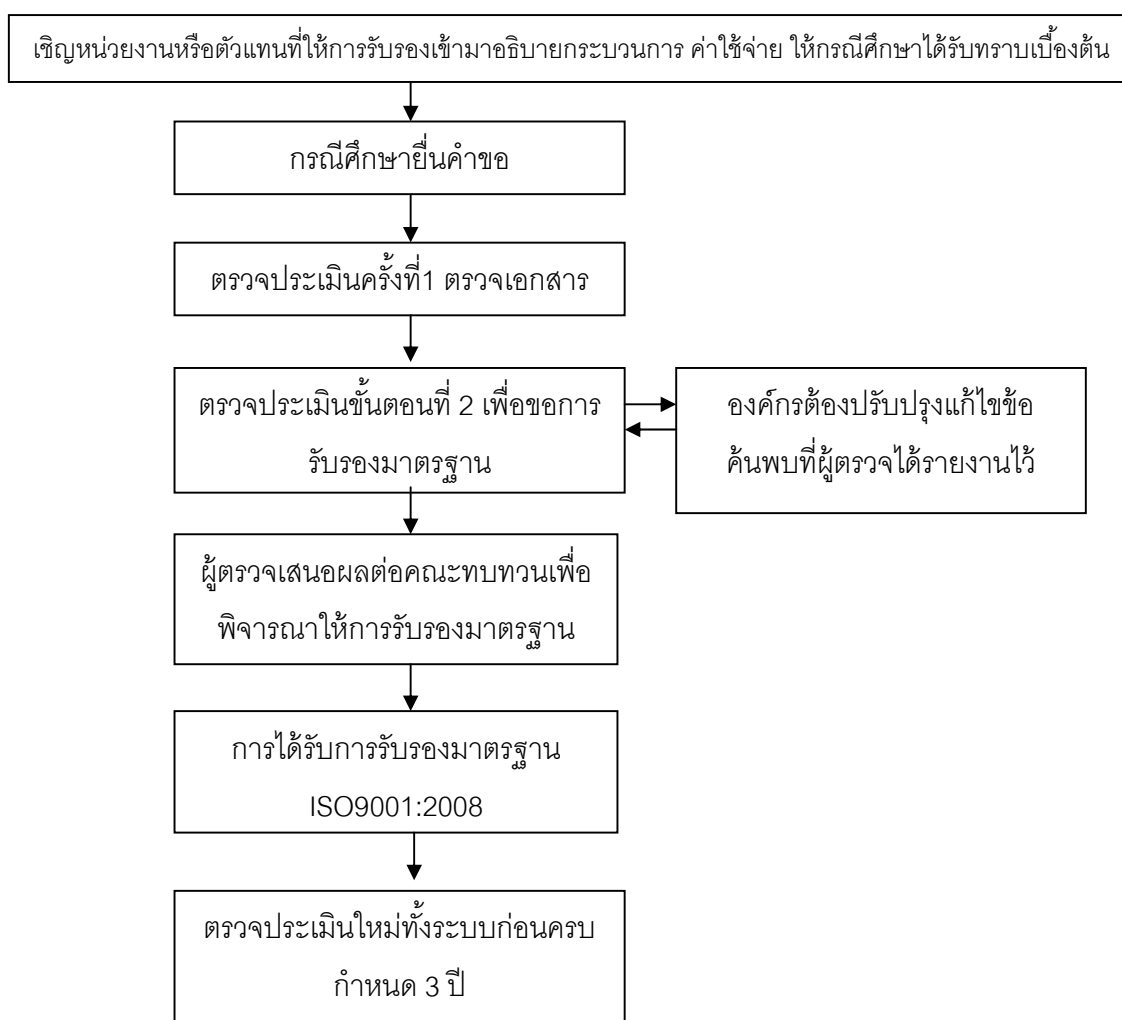 เชิญหน่วยงานหรือตัวแทนที่ให้การรับรองเข้ามาอธิบายกระบวนการ ค่าใช้จ่าย ให้กรณีศึกษาได้รับทราบเบื้องต้น
กรณีศึกษายื่นคำขอ
ตรวจประเมินครั้งที่1 ตรวจเอกสาร
ตรวจประเมินขั้นตอนที่ 2 เพื่อขอการ
รับรองมาตรฐาน
องค์กรต้องปรับปรุงแก้ไขข้อ
ค้นพบที่ผู้ตรวจได้รายงานไว้
ผู้ตรวจเสนอผลต่อคณะทบทวนเพื่อ
พิจารณาให้การรับรองมาตรฐาน
การได้รับการรับรองมาตรฐาน
ISO9001:2008
ตรวจประเมินใหม่ทั้งระบบก่อนครบ
กำหนด 3 ปี